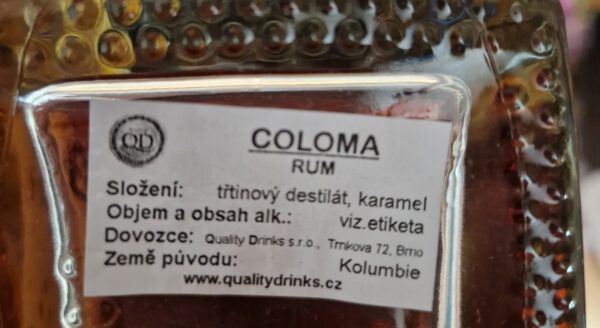 QD
COLOMA
RUM
Složení: třtinový destilát, karamel
Objem a obsah alk.: viz.etiketa
Dovozce: Quality Drinks s.r.o., Trnkova 72, Brno
Země původu: Kolumbie
www.qualitydrinks.cz